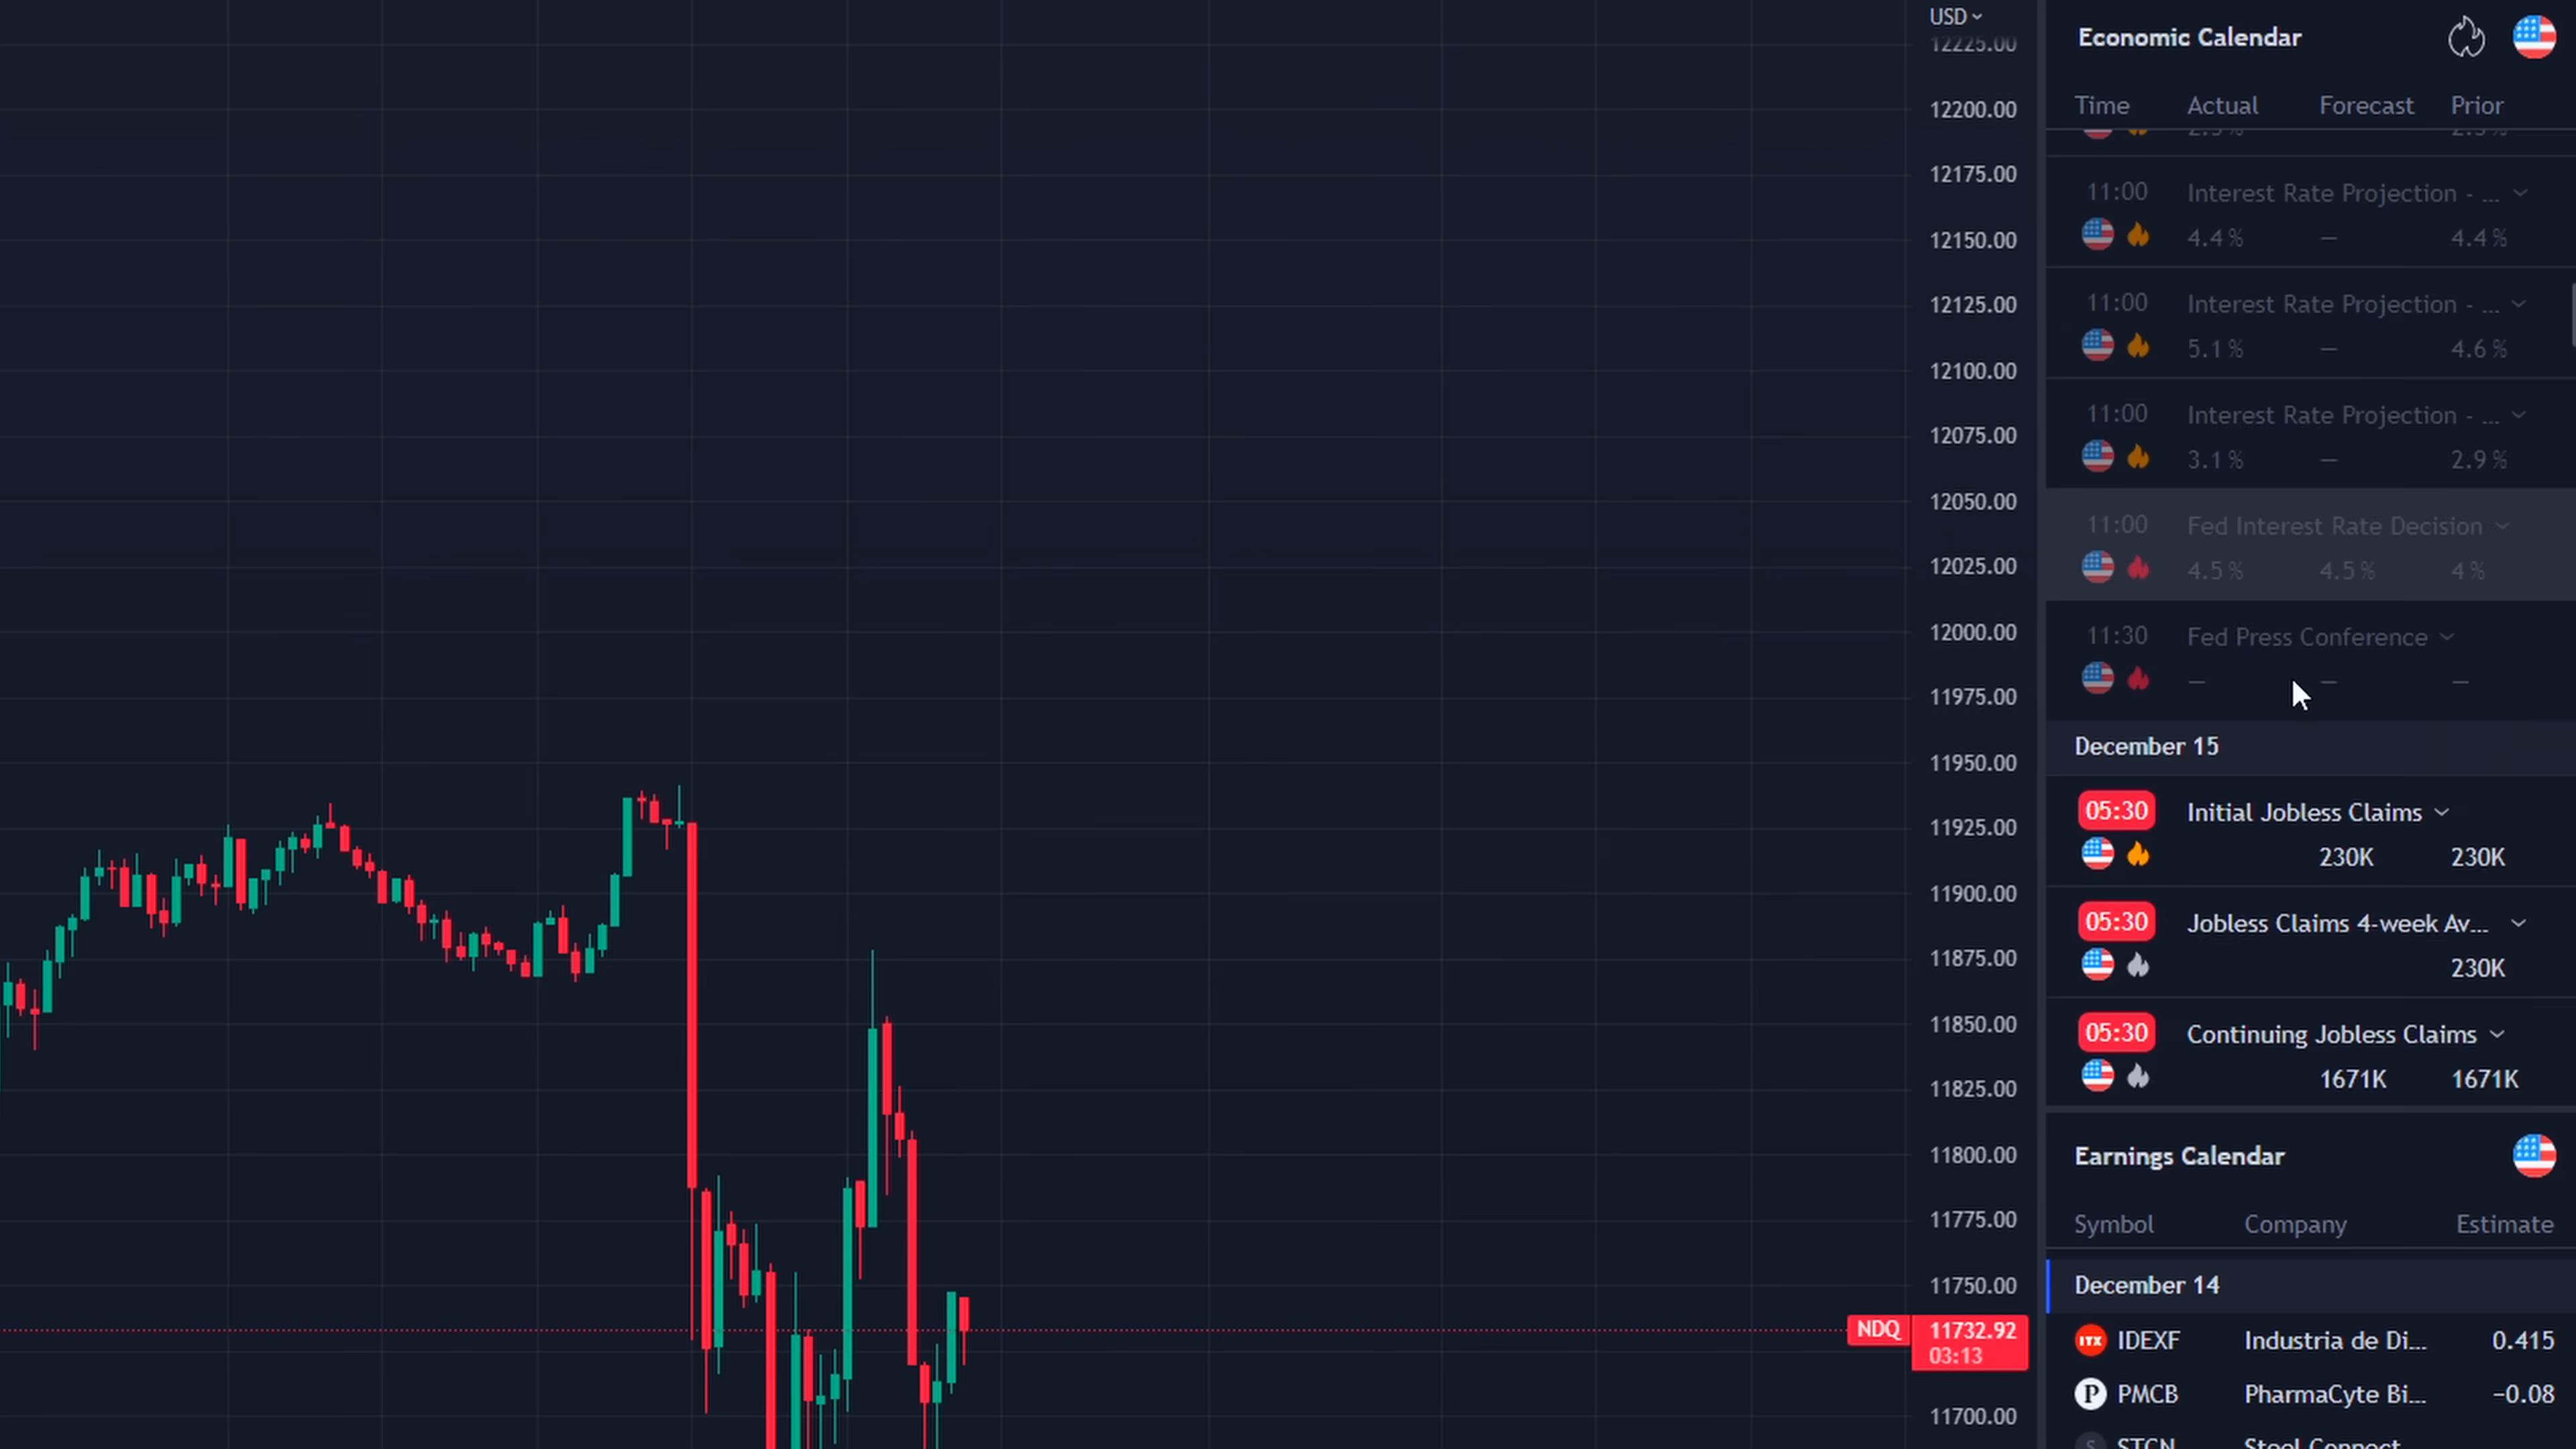 USD
12225.00
12200.00
12175.00
12150.00
12125.00
12100.00
12075.00
12050.00
12025.00
12000.00
11975.00
11950.00
11925.00
11900.00
11875.00
11850.00
11825.00
11800.00
11775.00
11750.00
NDQ 11732.92
03:13
11700.00
Economic Calendar
Time Actual Forecast Prior
11:00 Interest Rate Projection - ...
4.4% — 4.4%
11:00 Interest Rate Projection - ...
5.1% — 4.6%
11:00 Interest Rate Projection - ...
3.1% — 2.9%
11:00 Fed Interest Rate Decision
4.5% 4.5% 4%
11:30 Fed Press Conference
— — —
December 15
05:30 Initial Jobless Claims
230K 230K
05:30 Jobless Claims 4-week Av...
230K
05:30 Continuing Jobless Claims
1671K 1671K
Earnings Calendar
Symbol Company Estimate
December 14
ITX IDEXF Industria de Di... 0.415
P PMCB PharmaCyte Bi... −0.08